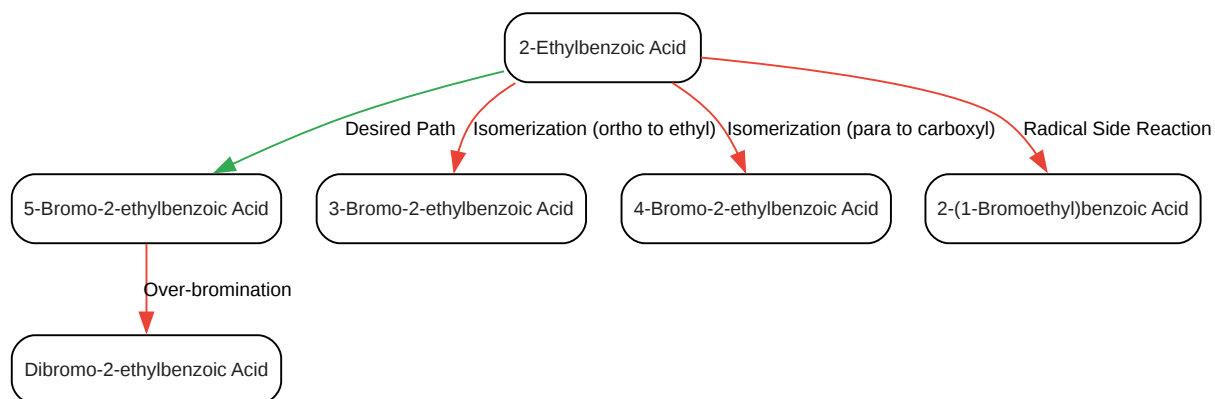 2-Ethylbenzoic Acid
Desired Path
Isomerization (ortho to ethyl)
Isomerization (para to carboxyl)
Radical Side Reaction
5-Bromo-2-ethylbenzoic Acid
3-Bromo-2-ethylbenzoic Acid
4-Bromo-2-ethylbenzoic Acid
2-(1-Bromoethyl)benzoic Acid
Over-bromination
Dibromo-2-ethylbenzoic Acid